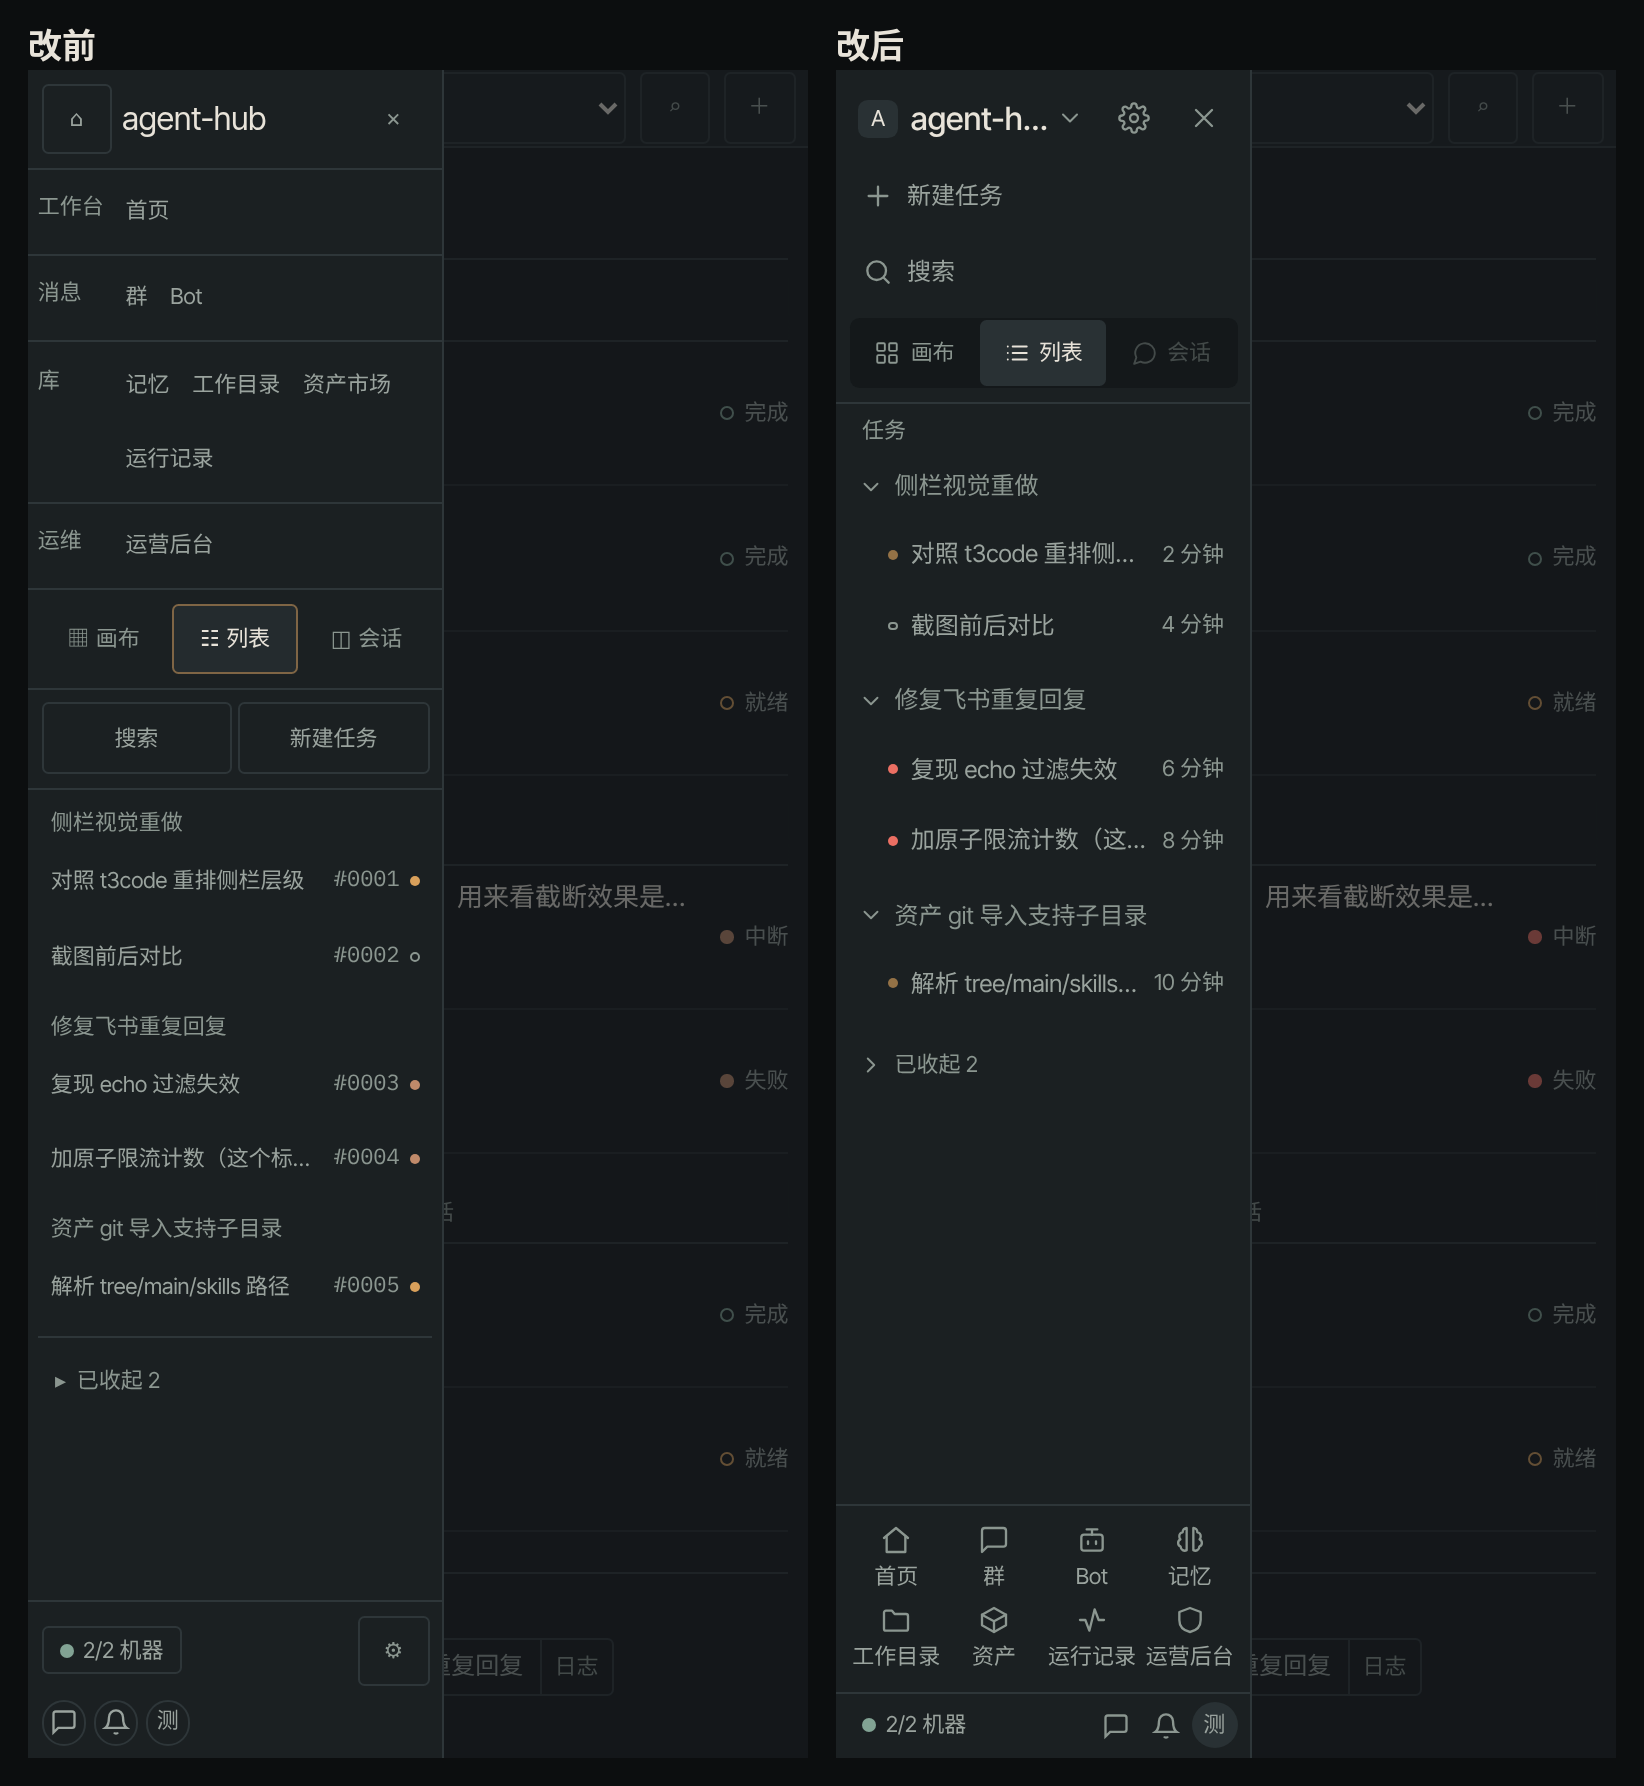 改前
agent-hub
×
工作台 首页
消息 群 Bot
库 记忆 工作目录 资产市场
运行记录
运维 运营后台
画布 列表 会话
搜索 新建任务
侧栏视觉重做
对照 t3code 重排侧栏层级 #0001
截图前后对比 #0002
修复飞书重复回复
复现 echo 过滤失效 #0003
加原子限流计数（这个标... #0004
资产 git 导入支持子目录
解析 tree/main/skills 路径 #0005
已收起 2
2/2 机器
测
完成
完成
就绪
用来看截断效果是...
中断
失败
完成
就绪
复回复 日志
改后
A agent-h...
新建任务
搜索
画布 列表 会话
任务
侧栏视觉重做
对照 t3code 重排侧... 2 分钟
截图前后对比 4 分钟
修复飞书重复回复
复现 echo 过滤失效 6 分钟
加原子限流计数（这... 8 分钟
资产 git 导入支持子目录
解析 tree/main/skills... 10 分钟
已收起 2
首页 群 Bot 记忆
工作目录 资产 运行记录 运营后台
2/2 机器 测
完成
完成
就绪
用来看截断效果是...
中断
失败
完成
就绪
复回复 日志